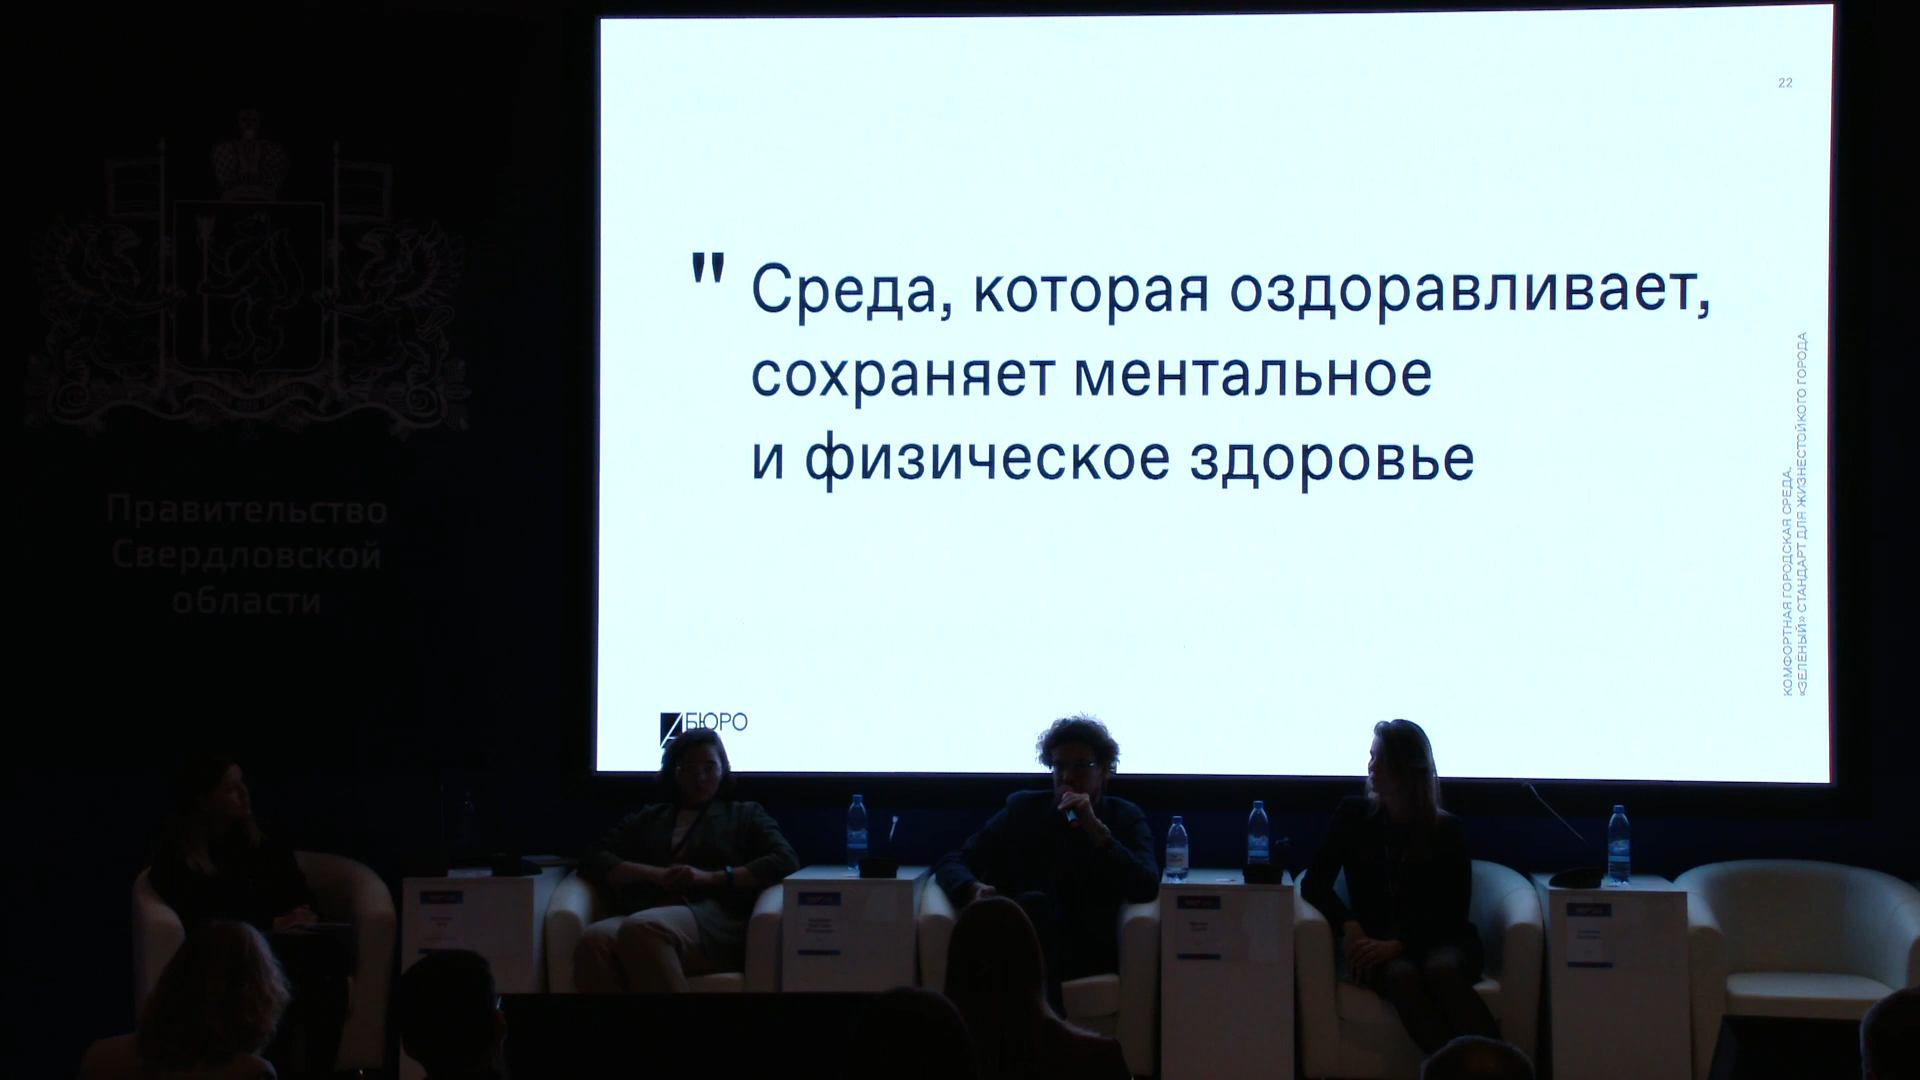 22
" Среда, которая оздоравливает,
сохраняет ментальное
и физическое здоровье
КОМФОРТНАЯ ГОРОДСКАЯ СРЕДА.
«ЗЕЛЁНЫЙ» СТАНДАРТ ДЛЯ ЖИЗНЕСТОЙКОГО ГОРОДА
А БЮРО
Правительство
Свердловской
области